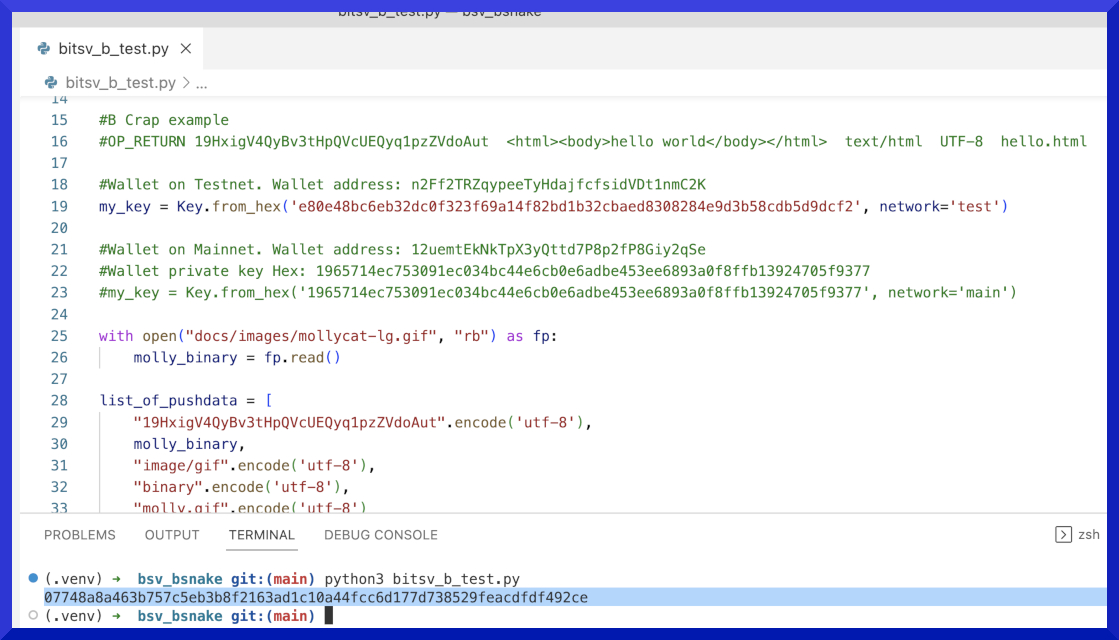 bitsv_b_test.py — bsv_bsnake
bitsv_b_test.py
bitsv_b_test.py > ...
14
15 #B Crap example
16 #OP_RETURN 19HxigV4QyBv3tHpQVcUEQyq1pzZVdoAut <html><body>hello world</body></html> text/html UTF-8 hello.html
17
18 #Wallet on Testnet. Wallet address: n2Ff2TRZqypeeTyHdajfcfsidVDt1nmC2K
19 my_key = Key.from_hex('e80e48bc6eb32dc0f323f69a14f82bd1b32cbaed8308284e9d3b58cdb5d9dcf2', network='test')
20
21 #Wallet on Mainnet. Wallet address: 12uemtEkNkTpX3yQttd7P8p2fP8Giy2qSe
22 #Wallet private key Hex: 1965714ec753091ec034bc44e6cb0e6adbe453ee6893a0f8ffb13924705f9377
23 #my_key = Key.from_hex('1965714ec753091ec034bc44e6cb0e6adbe453ee6893a0f8ffb13924705f9377', network='main')
24
25 with open("docs/images/mollycat-lg.gif", "rb") as fp:
26 molly_binary = fp.read()
27
28 list_of_pushdata = [
29 "19HxigV4QyBv3tHpQVcUEQyq1pzZVdoAut".encode('utf-8'),
30 molly_binary,
31 "image/gif".encode('utf-8'),
32 "binary".encode('utf-8'),
33 "molly.gif".encode('utf-8')
PROBLEMS OUTPUT TERMINAL DEBUG CONSOLE zsh
(.venv) → bsv_bsnake git:(main) python3 bitsv_b_test.py
07748a8a463b757c5eb3b8f2163ad1c10a44fcc6d177d738529feacdfdf492ce
(.venv) → bsv_bsnake git:(main)